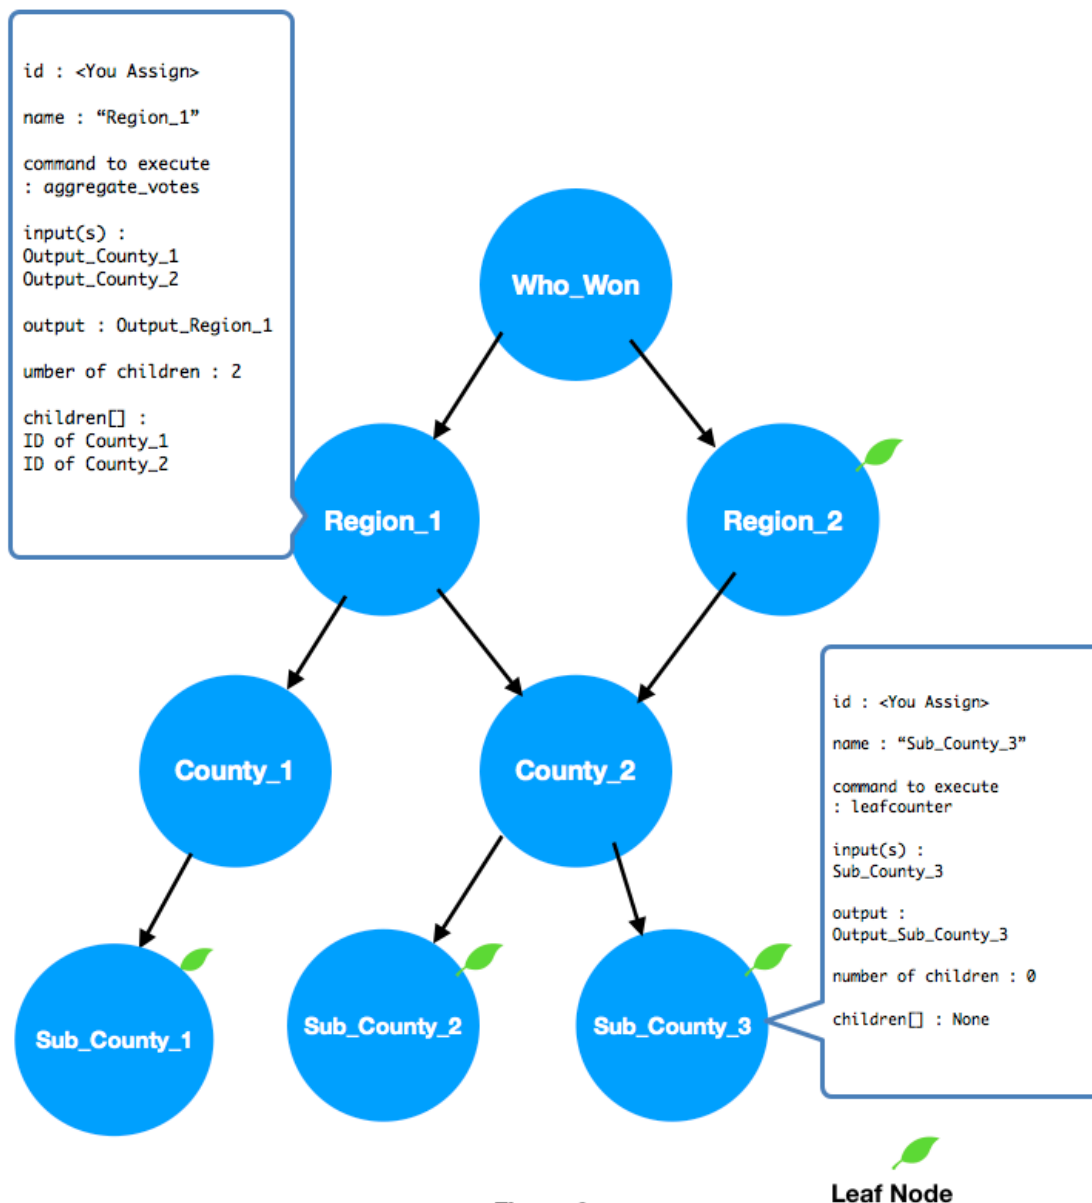 id : <You Assign>
name : “Region_1”
command to execute
: aggregate_votes
input(s) :
Output_County_1
Output_County_2
output : Output_Region_1
umber of children : 2
children[] :
ID of County_1
ID of County_2
Who_Won
Region_1
Region_2
County_1
County_2
id : <You Assign>
name : “Sub_County_3”
command to execute
: leafcounter
input(s) :
Sub_County_3
output :
Output_Sub_County_3
number of children : 0
children[] : None
Sub_County_1
Sub_County_2
Sub_County_3
Leaf Node